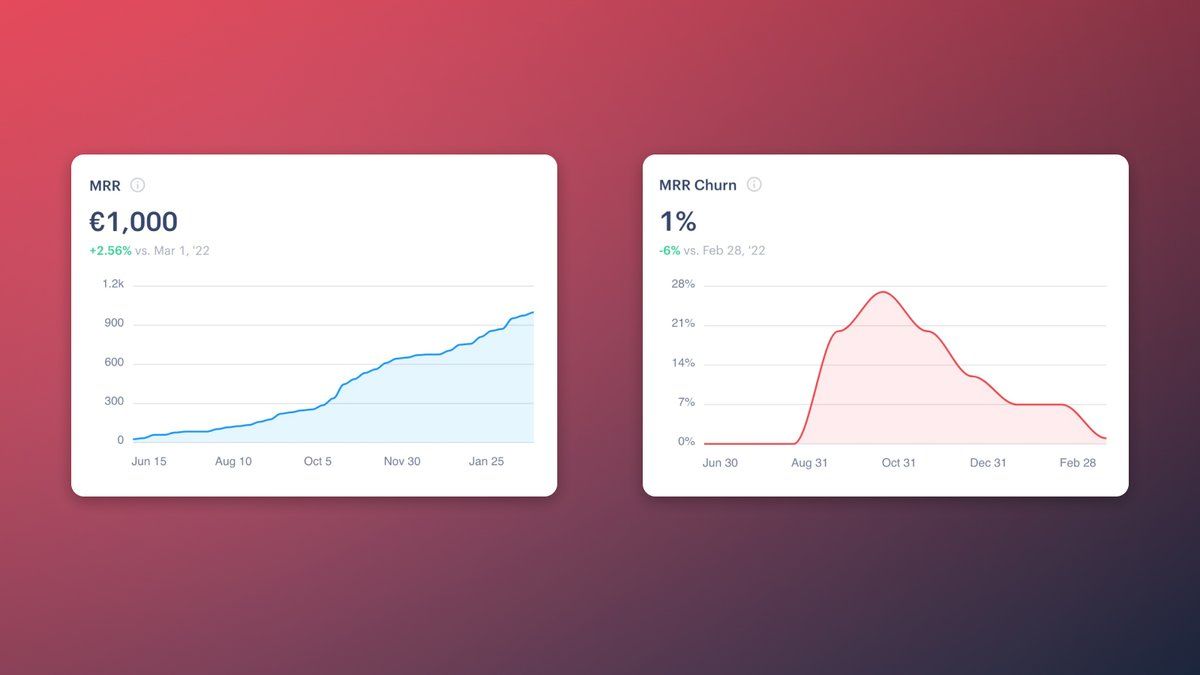 MRR
€1,000
+2.56% vs. Mar 1, '22
1.2k
900
600
300
0
Jun 15 Aug 10 Oct 5 Nov 30 Jan 25
MRR Churn
1%
-6% vs. Feb 28, '22
28%
21%
14%
7%
0%
Jun 30 Aug 31 Oct 31 Dec 31 Feb 28